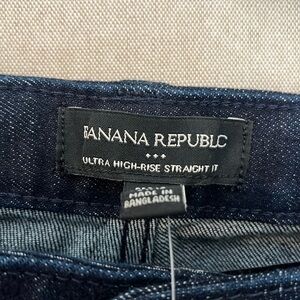 BANANA REPUBLC
ULTRA HIGH-RISE STRAIGHT IT
MADE IN
BANGLADESH